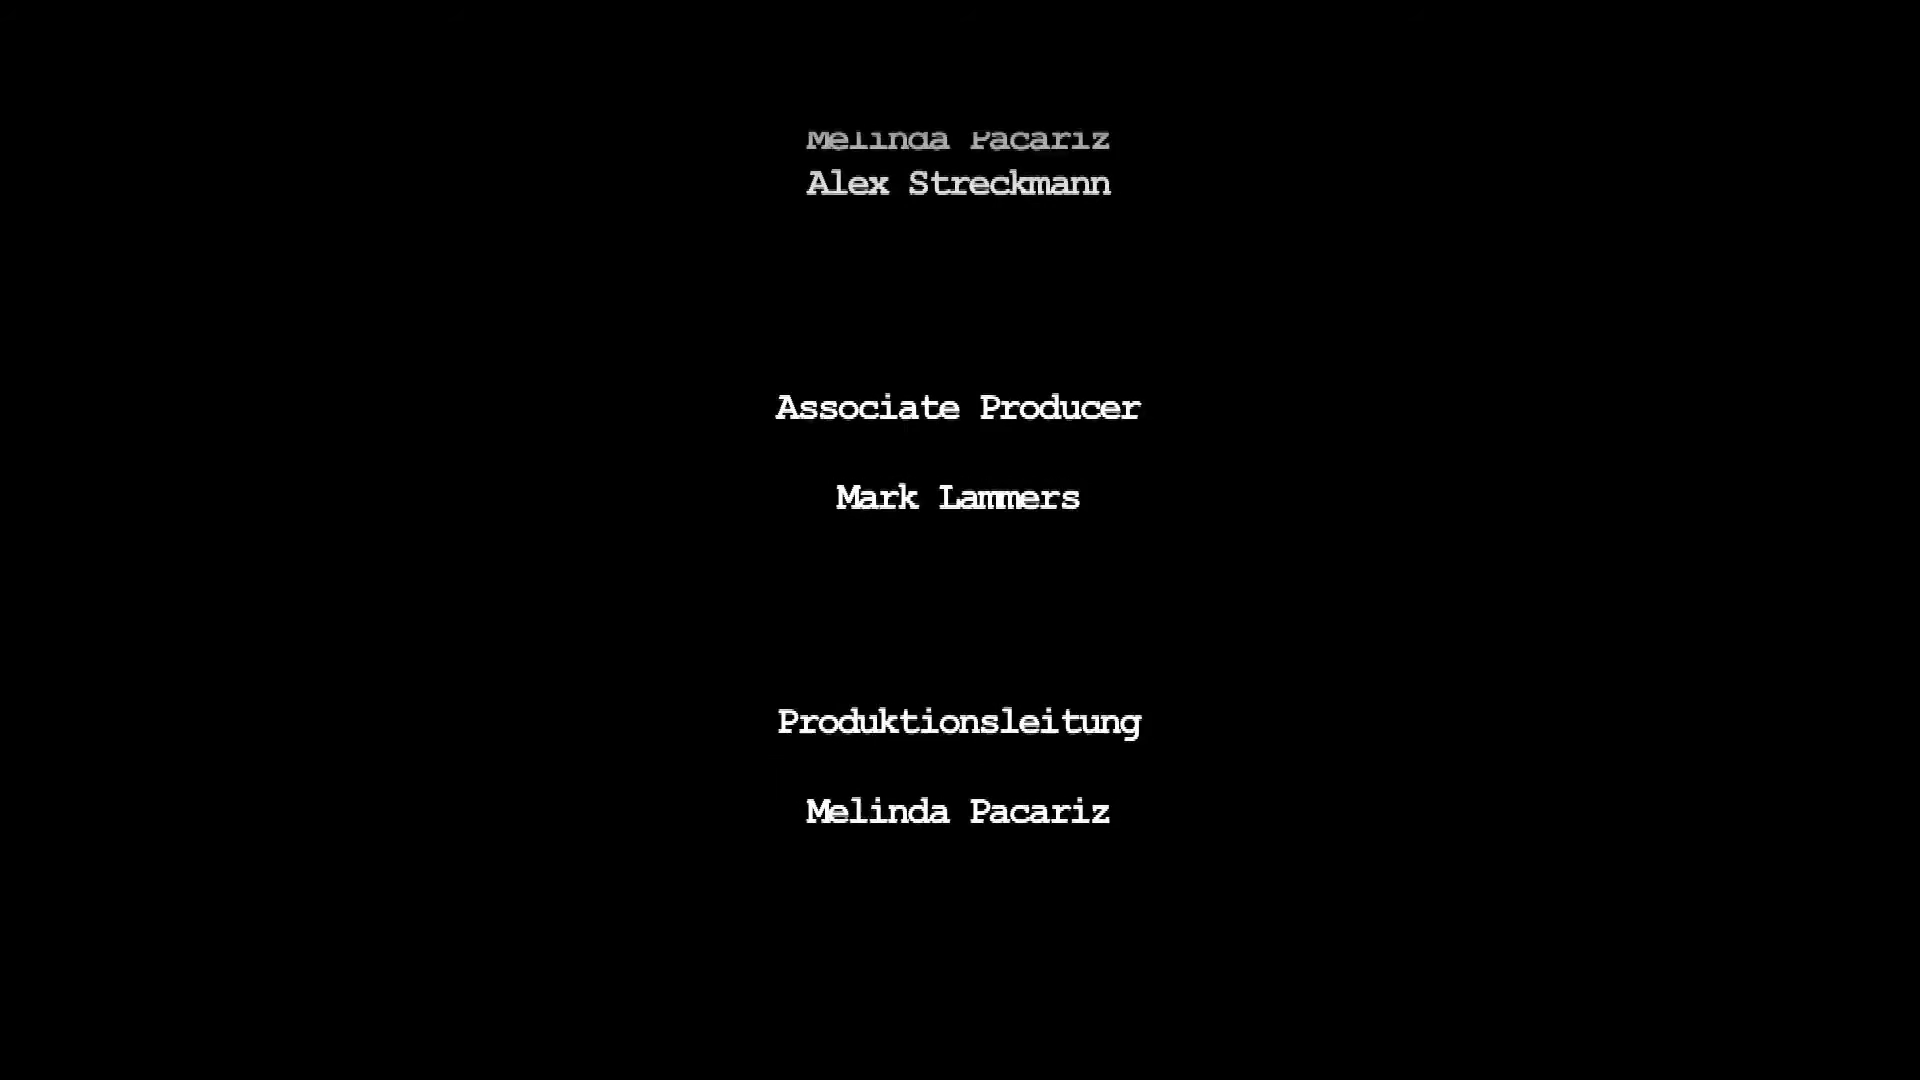 Melinda Pacariz
Alex Streckmann
Associate Producer
Mark Lammers
Produktionsleitung
Melinda Pacariz